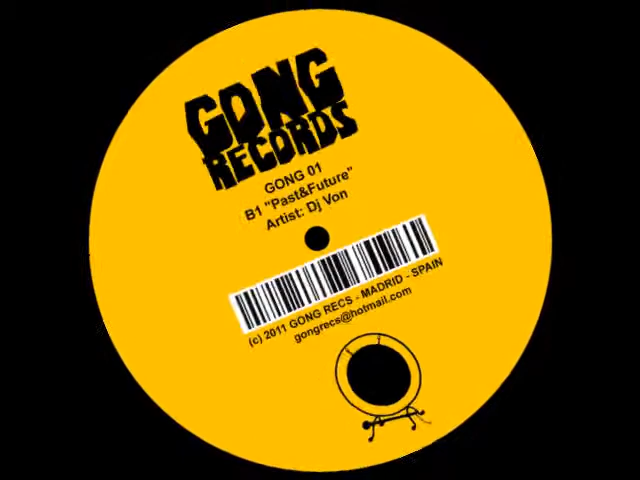 GONG
RECORDS
GONG 01
B1 "Past&Future"
Artist: Dj Von
(c) 2011 GONG RECS - MADRID - SPAIN
gongrecs@hotmail.com